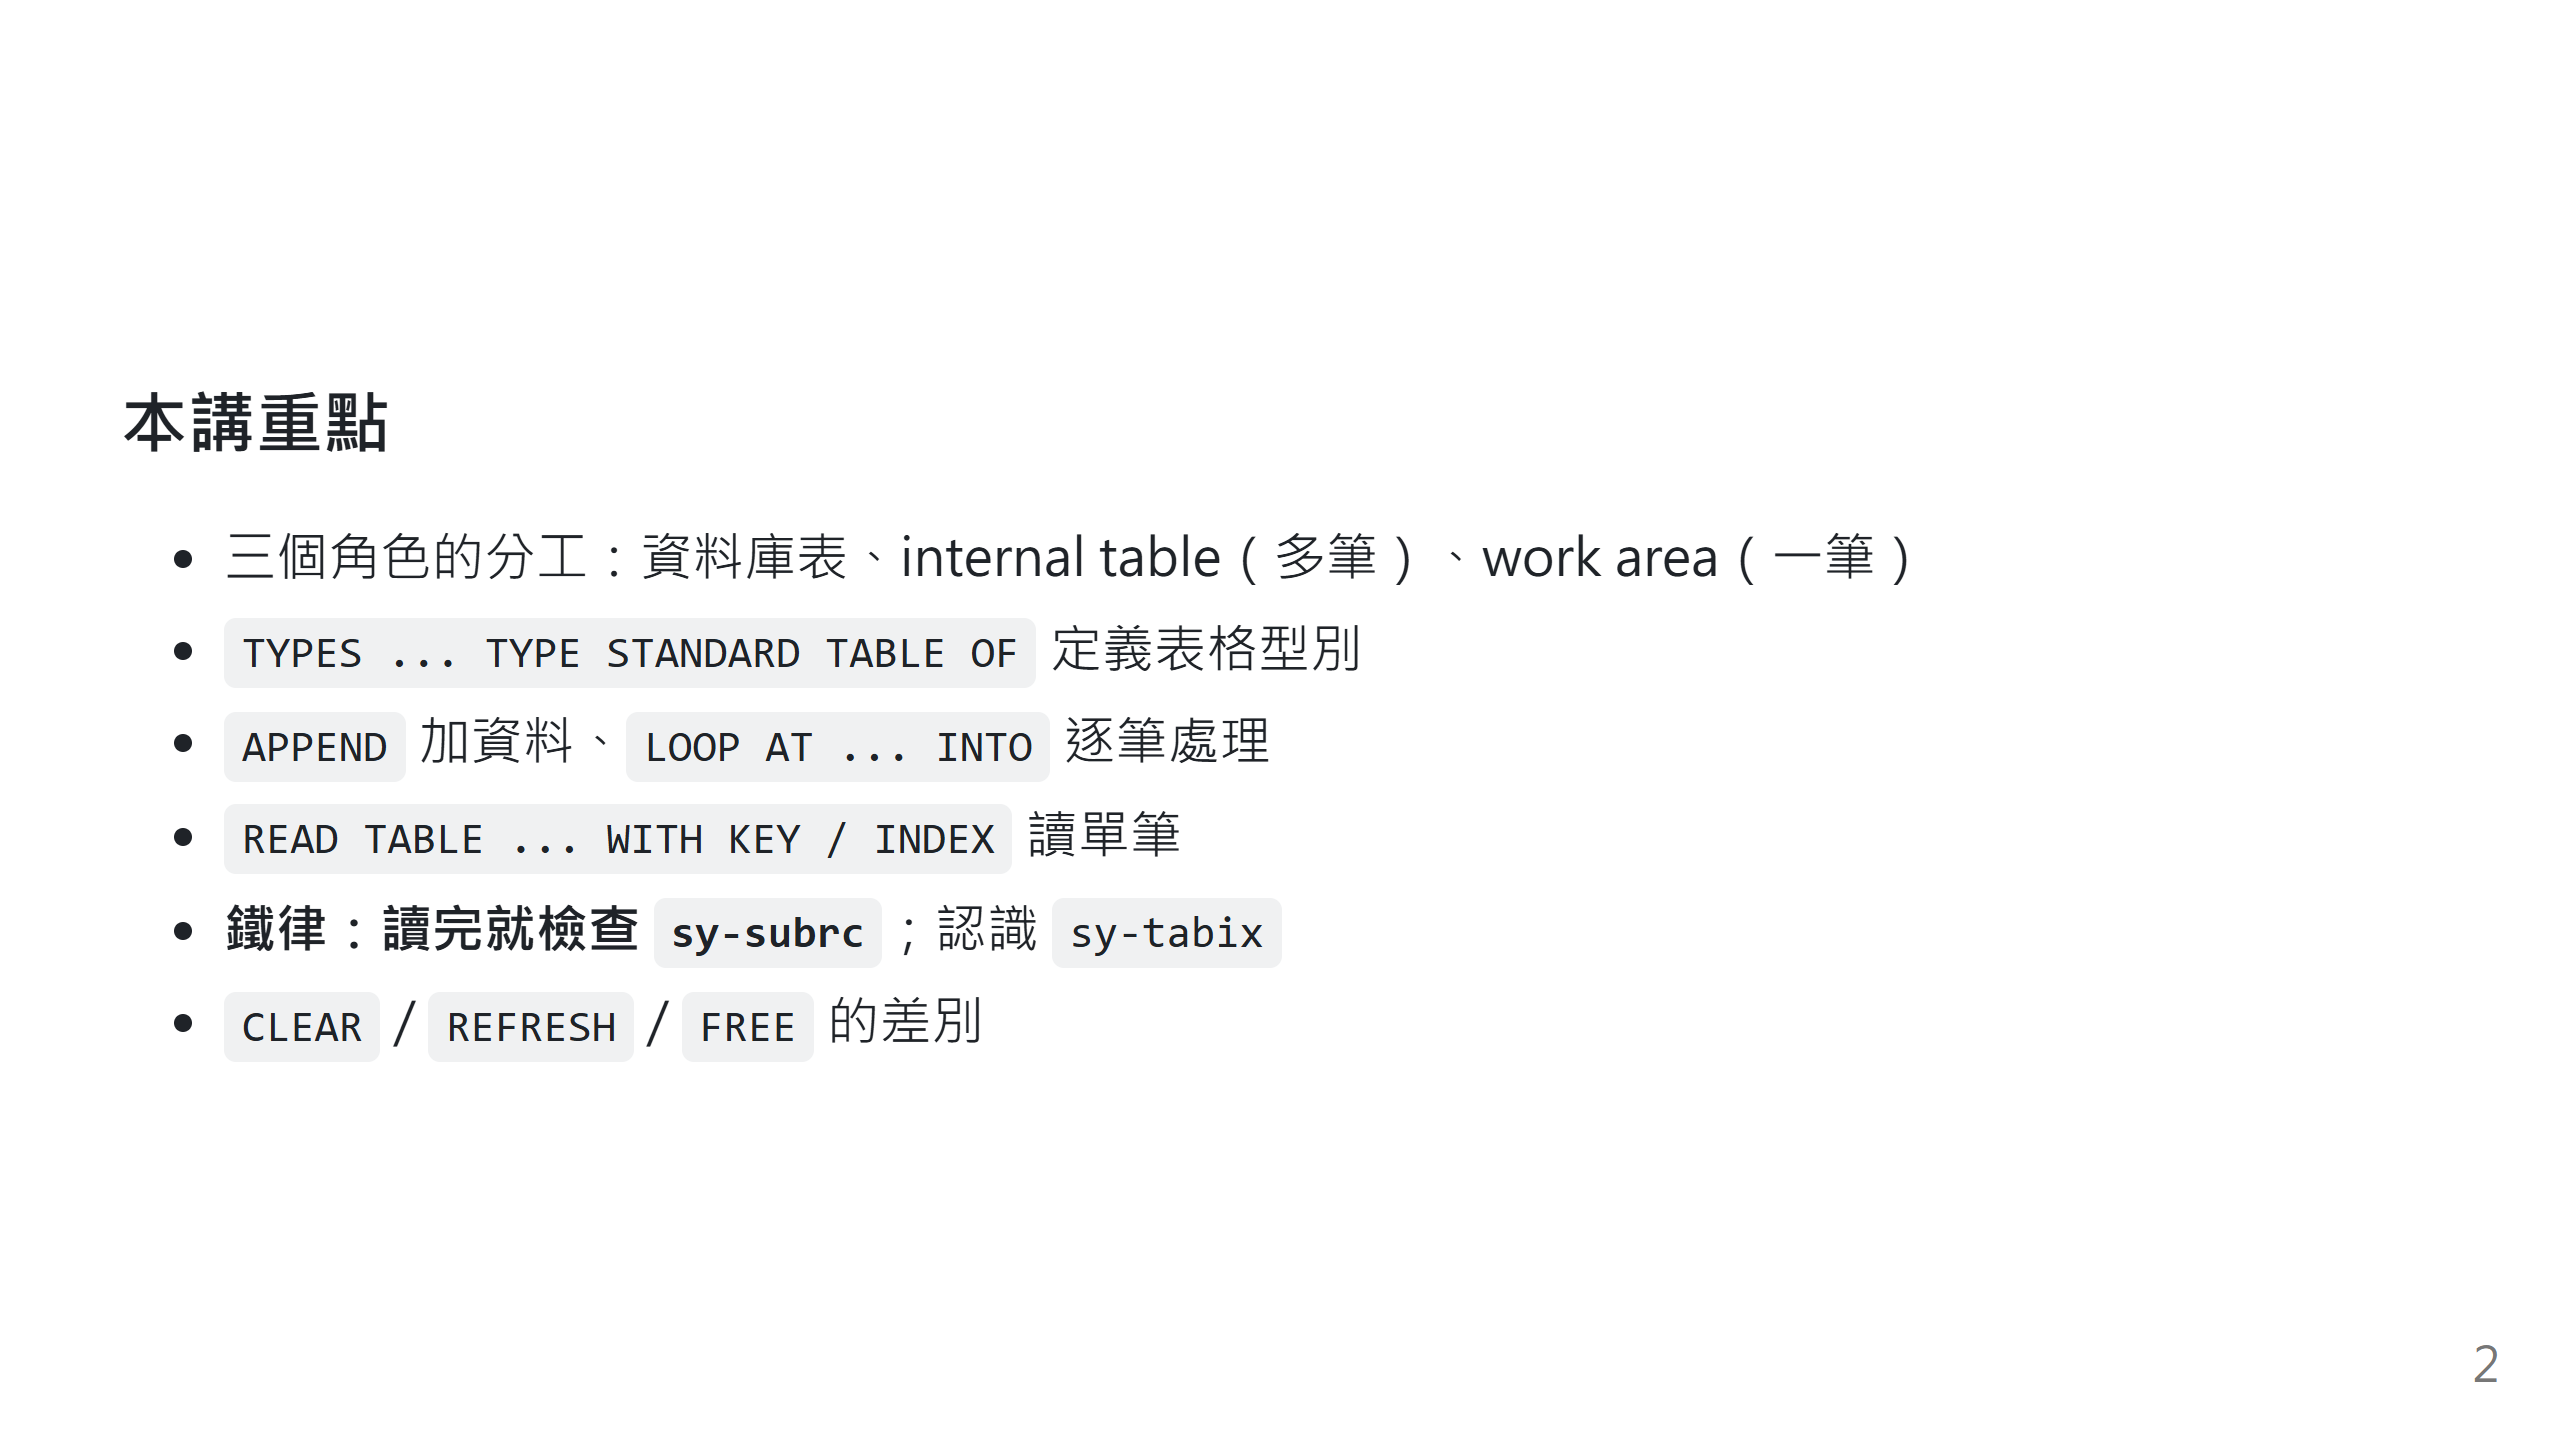 本講重點
• 三個角色的分工：資料庫表、internal table（多筆）、work area（一筆）
• TYPES ... TYPE STANDARD TABLE OF 定義表格型別
• APPEND 加資料、LOOP AT ... INTO 逐筆處理
• READ TABLE ... WITH KEY / INDEX 讀單筆
• 鐵律：讀完就檢查 sy-subrc；認識 sy-tabix
• CLEAR / REFRESH / FREE 的差別
2